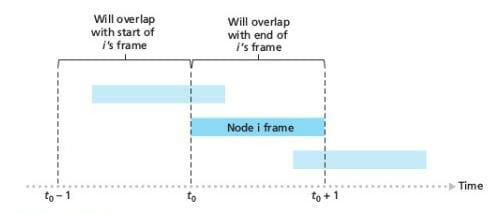 Will overlap
with start of
i's frame
Will overlap
with end of
i's frame
Node i frame
Time
t₀ – 1
t₀
t₀ + 1